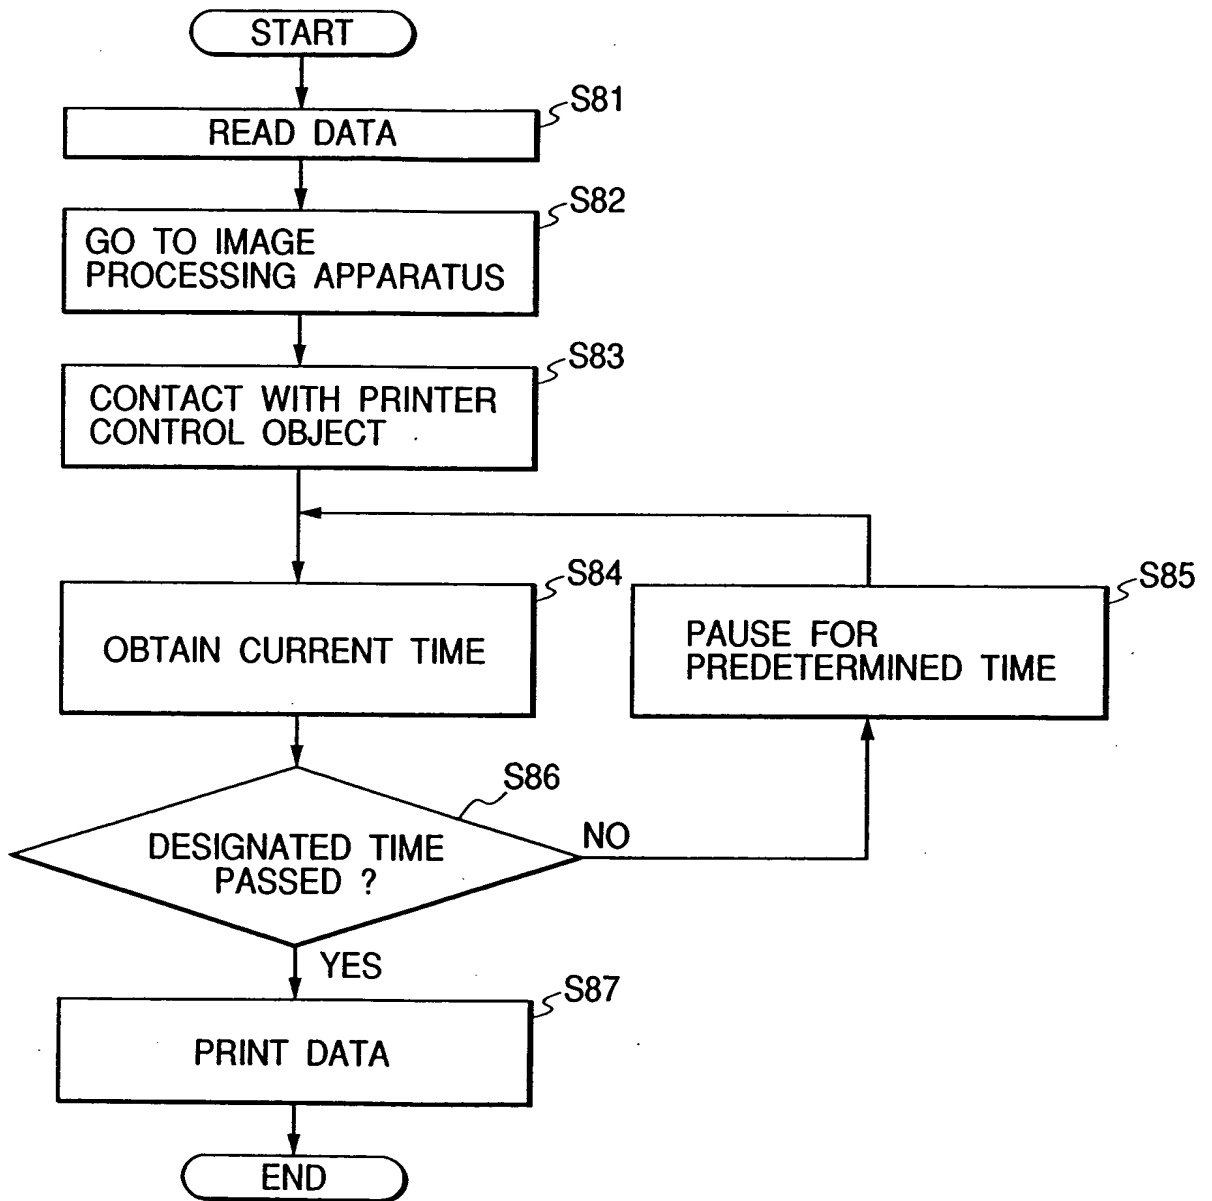 START
S81
READ DATA
S82
GO TO IMAGE
PROCESSING APPARATUS
S83
CONTACT WITH PRINTER
CONTROL OBJECT
S84
OBTAIN CURRENT TIME
S85
PAUSE FOR
PREDETERMINED TIME
S86
DESIGNATED TIME
PASSED ?
NO
YES
S87
PRINT DATA
END